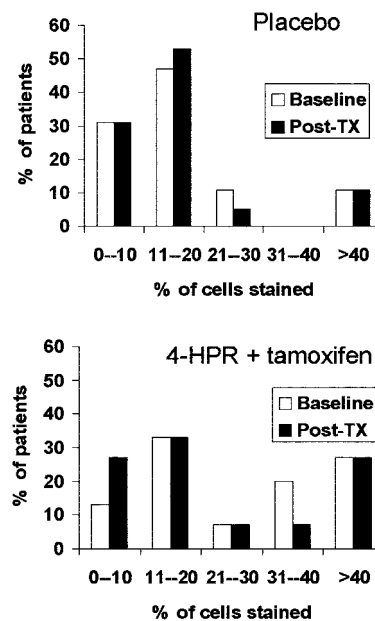 Placebo
60
50
40
30
20
10
0
% of patients
Baseline
Post-TX
0--10 11--20 21--30 31--40 >40
% of cells stained
4-HPR + tamoxifen
60
50
40
30
20
10
0
% of patients
Baseline
Post-TX
0--10 11--20 21--30 31--40 >40
% of cells stained